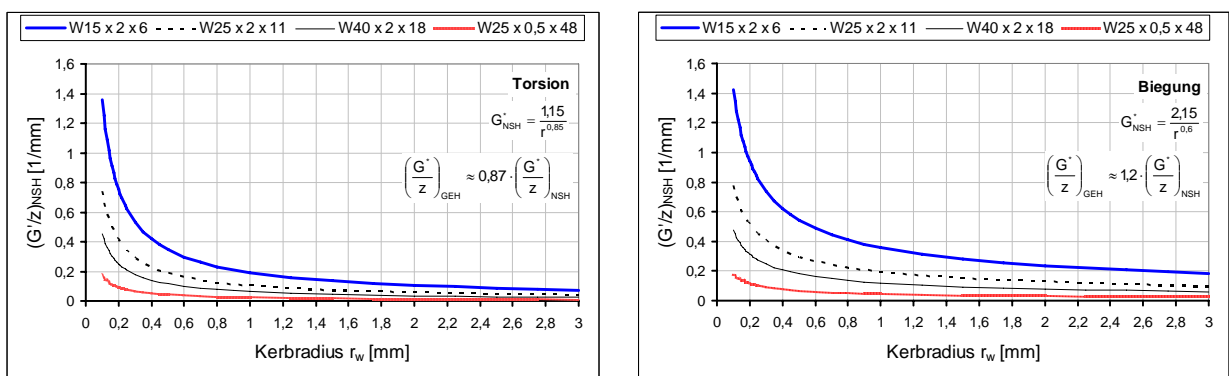 W15 x 2 x 6 W25 x 2 x 11 W40 x 2 x 18 W25 x 0,5 x 48
1,6
1,4
1,2
1
0,8
0,6
0,4
0,2
0
(G'/z)NSH [1/mm]
Torsion
G*NSH = 1,15 / r^0,85
(G*/z)GEH ≈ 0,87 · (G*/z)NSH
0 0,2 0,4 0,6 0,8 1 1,2 1,4 1,6 1,8 2 2,2 2,4 2,6 2,8 3
Kerbradius rw [mm]
W15 x 2 x 6 W25 x 2 x 11 W40 x 2 x 18 W25 x 0,5 x 48
1,6
1,4
1,2
1
0,8
0,6
0,4
0,2
0
(G'/z)NSH [1/mm]
Biegung
G*NSH = 2,15 / r^0,6
(G*/z)GEH ≈ 1,2 · (G*/z)NSH
0 0,2 0,4 0,6 0,8 1 1,2 1,4 1,6 1,8 2 2,2 2,4 2,6 2,8 3
Kerbradius rw [mm]